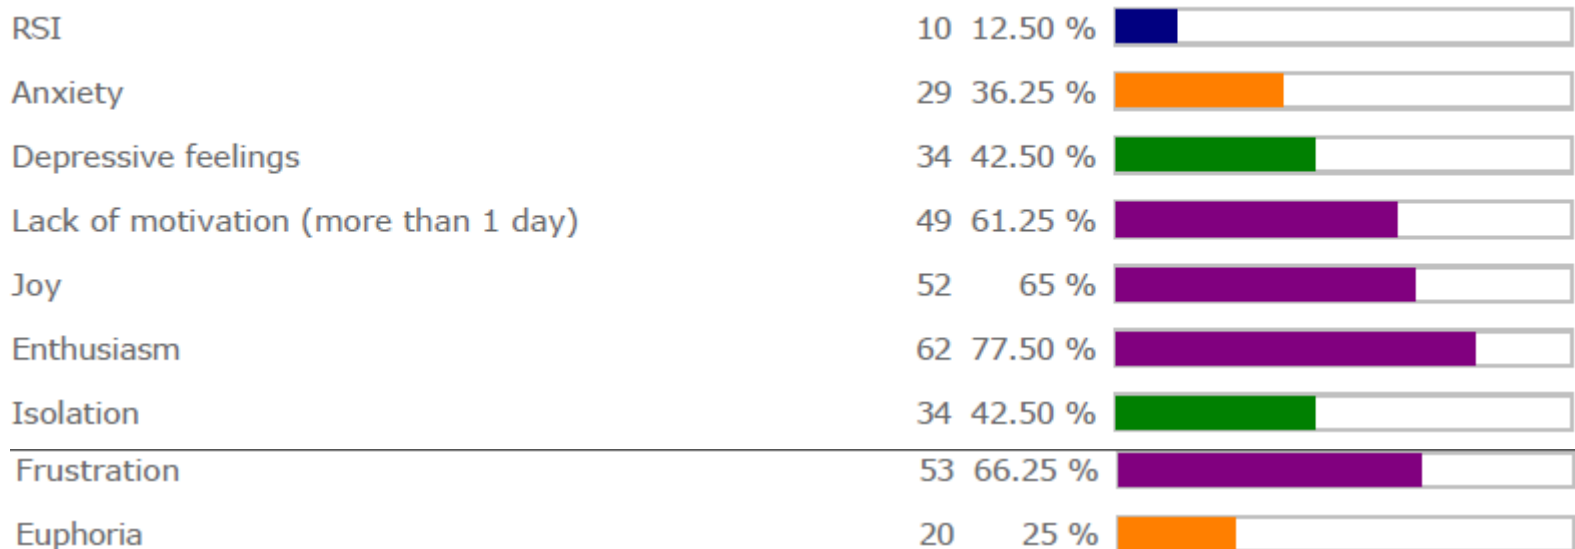 RSI 10 12.50 %
Anxiety 29 36.25 %
Depressive feelings 34 42.50 %
Lack of motivation (more than 1 day) 49 61.25 %
Joy 52 65 %
Enthusiasm 62 77.50 %
Isolation 34 42.50 %
Frustration 53 66.25 %
Euphoria 20 25 %